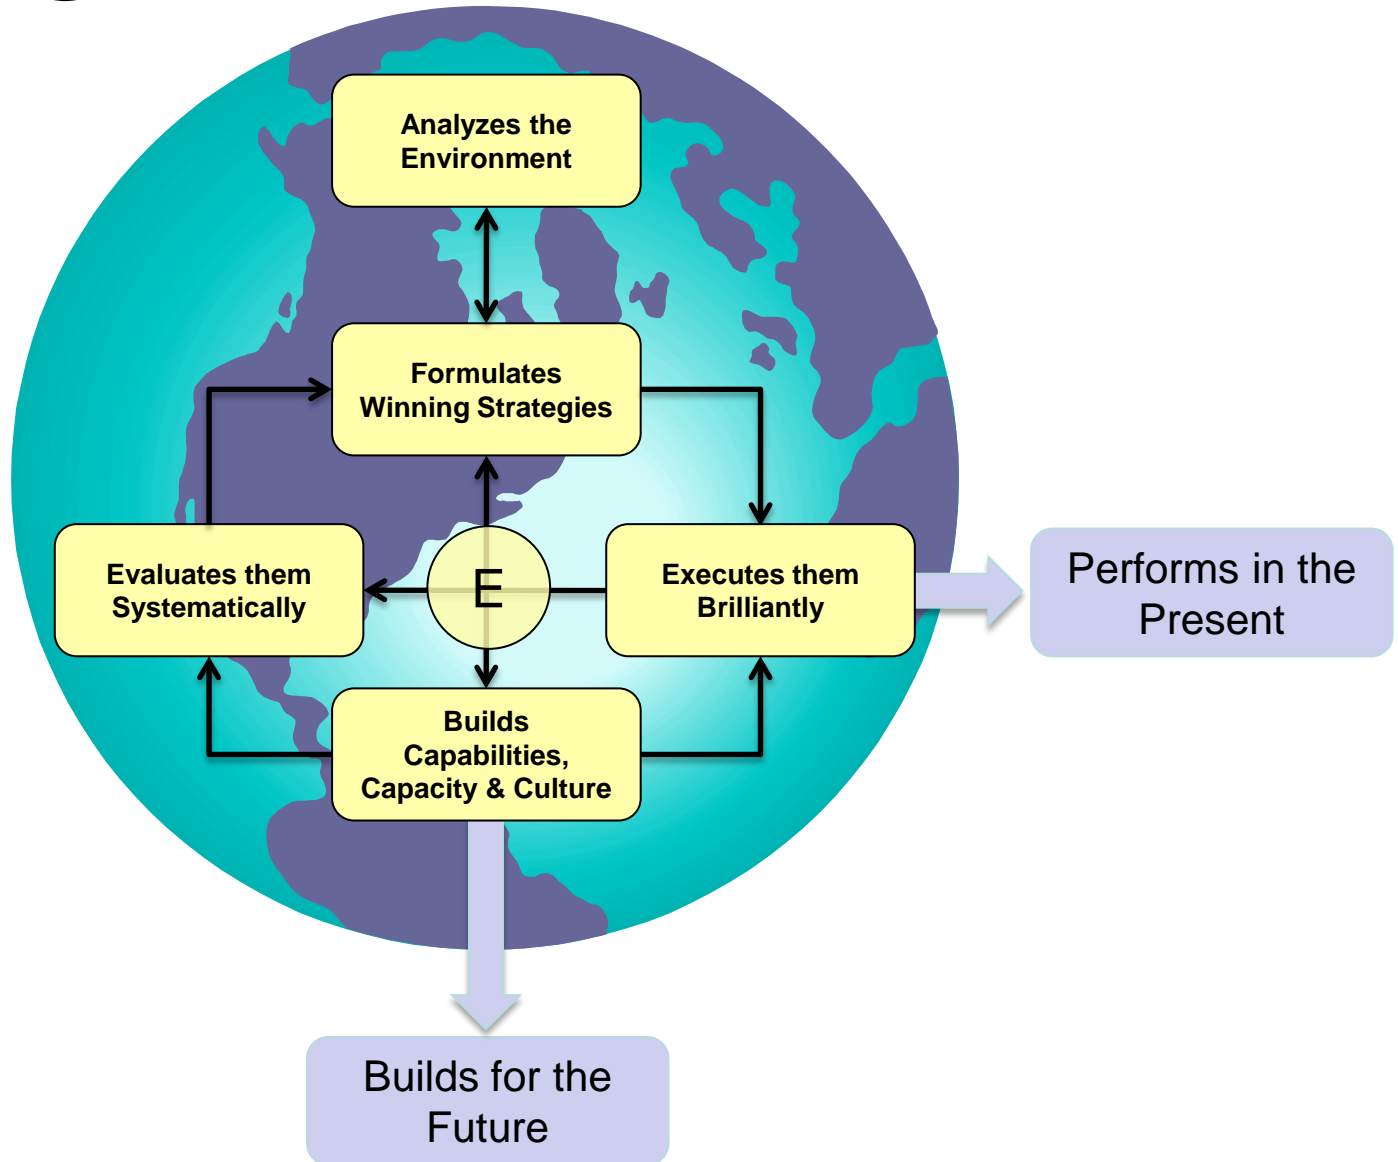 Analyzes the
Environment
Formulates
Winning Strategies
Evaluates them
Systematically
E
Executes them
Brilliantly
Performs in the
Present
Builds
Capabilities,
Capacity & Culture
Builds for the
Future